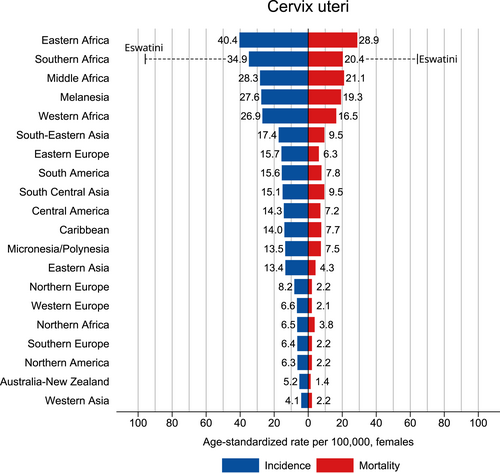 Cervix uteri
Eastern Africa 40.4 28.9
Eswatini
Southern Africa 34.9 20.4 Eswatini
Middle Africa 28.3 21.1
Melanesia 27.6 19.3
Western Africa 26.9 16.5
South-Eastern Asia 17.4 9.5
Eastern Europe 15.7 6.3
South America 15.6 7.8
South Central Asia 15.1 9.5
Central America 14.3 7.2
Caribbean 14.0 7.7
Micronesia/Polynesia 13.5 7.5
Eastern Asia 13.4 4.3
Northern Europe 8.2 2.2
Western Europe 6.6 2.1
Northern Africa 6.5 3.8
Southern Europe 6.4 2.2
Northern America 6.3 2.2
Australia-New Zealand 5.2 1.4
Western Asia 4.1 2.2
100 80 60 40 20 0 20 40 60 80 100
Age-standardized rate per 100,000, females
Incidence Mortality